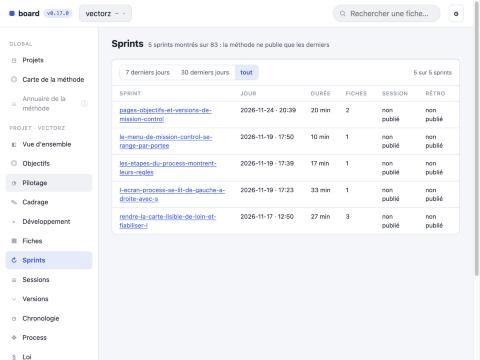 board v0.17.0 vectorz
Rechercher une fiche...
GLOBAL
Projets
Carte de la méthode
Annuaire de la
méthode
PROJET · VECTORZ
Vue d'ensemble
Objectifs
Pilotage
Cadrage
Développement
Fiches
Sprints
Sessions
Versions
Chronologie
Process
§ Loi
Sprints 5 sprints montrés sur 83 : la méthode ne publie que les derniers
7 derniers jours 30 derniers jours tout 5 sur 5 sprints
SPRINT JOUR DURÉE FICHES SESSION RÉTRO
pages-objectifs-et-versions-de-
mission-control 2026-11-24 · 20:39 20 min 2 non publié non publié
le-menu-de-mission-control-se-
range-par-portee 2026-11-19 · 17:50 10 min 1 non publié non publié
les-etapes-du-process-montrent-
leurs-regles 2026-11-19 · 17:39 17 min 1 non publié non publié
l-ecran-process-se-lit-de-gauche-a-
droite-avec-s 2026-11-19 · 17:23 33 min 1 non publié non publié
rendre-la-carte-lisible-de-loin-et-
fiabiliser-l 2026-11-17 · 12:50 27 min 3 non publié non publié